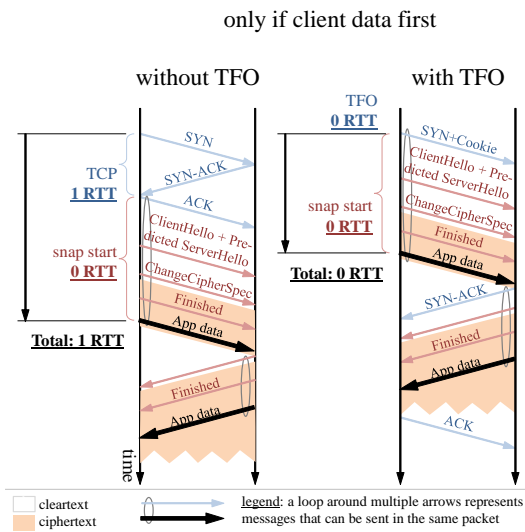 only if client data first
without TFO
with TFO
TFO
0 RTT
SYN
SYN-ACK
ACK
TCP
1 RTT
ClientHello + Pre-
dicted ServerHello
ChangeCipherSpec
Finished
App data
snap start
0 RTT
Total: 1 RTT
Finished
App data
time
SYN+Cookie
ClientHello + Pre-
dicted ServerHello
ChangeCipherSpec
Finished
App data
snap start
0 RTT
Total: 0 RTT
SYN-ACK
Finished
App data
ACK
cleartext
ciphertext
legend: a loop around multiple arrows represents
messages that can be sent in the same packet